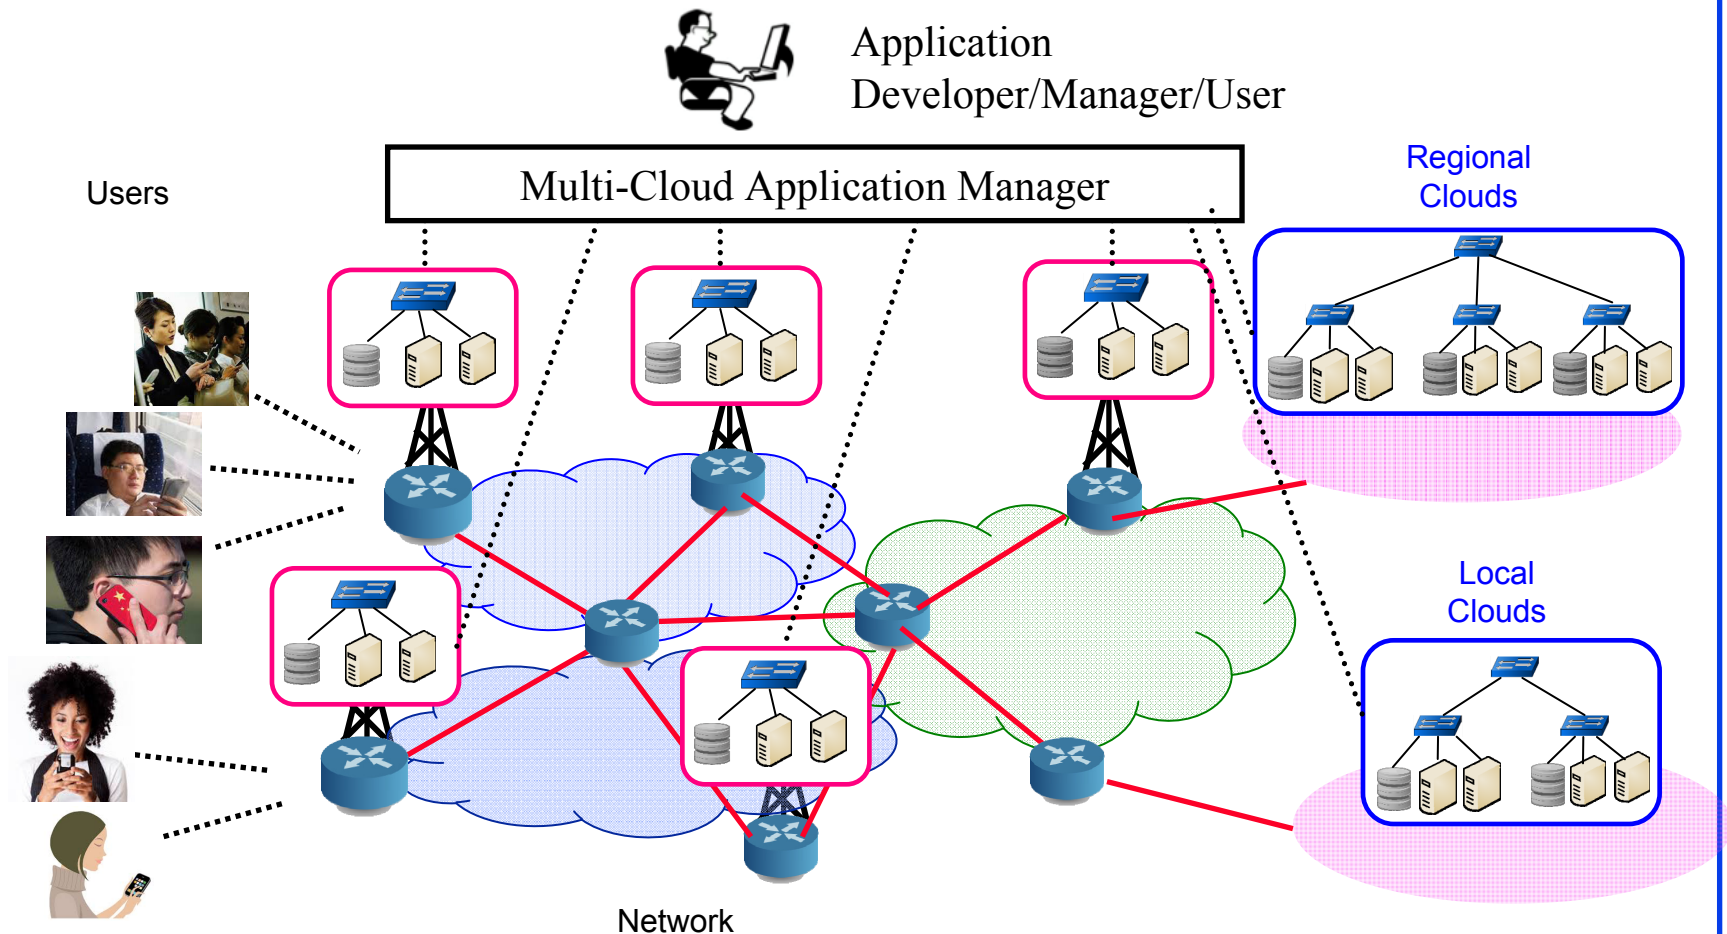 Application
Developer/Manager/User
Multi-Cloud Application Manager
Users
Regional
Clouds
Local
Clouds
Network